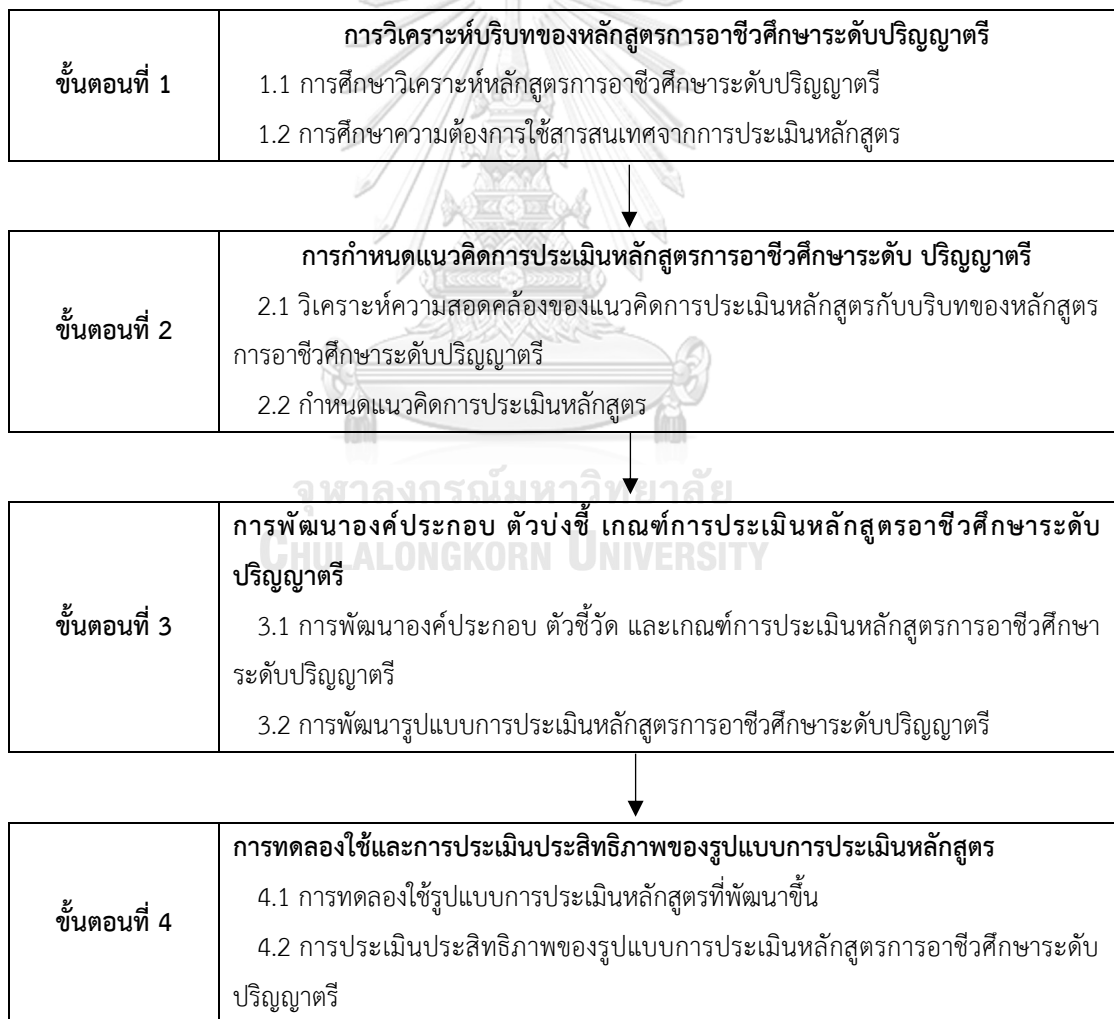 ขั้นตอนที่ 1
การวิเคราะห์บริบทของหลักสูตรการอาชีวศึกษาระดับปริญญาตรี
1.1 การศึกษาวิเคราะห์หลักสูตรการอาชีวศึกษาระดับปริญญาตรี
1.2 การศึกษาความต้องการใช้สารสนเทศจากการประเมินหลักสูตร
ขั้นตอนที่ 2
การกำหนดแนวคิดการประเมินหลักสูตรการอาชีวศึกษาระดับ ปริญญาตรี
2.1 วิเคราะห์ความสอดคล้องของแนวคิดการประเมินหลักสูตรกับบริบทของหลักสูตร
การอาชีวศึกษาระดับปริญญาตรี
2.2 กำหนดแนวคิดการประเมินหลักสูตร
จุฬาลงกรณ์มหาวิทยาลัย
CHULALONGKORN UNIVERSITY
ขั้นตอนที่ 3
การพัฒนาองค์ประกอบ ตัวบ่งชี้ เกณฑ์การประเมินหลักสูตรอาชีวศึกษาระดับ
ปริญญาตรี
3.1 การพัฒนาองค์ประกอบ ตัวชี้วัด และเกณฑ์การประเมินหลักสูตรการอาชีวศึกษา
ระดับปริญญาตรี
3.2 การพัฒนารูปแบบการประเมินหลักสูตรการอาชีวศึกษาระดับปริญญาตรี
ขั้นตอนที่ 4
การทดลองใช้และการประเมินประสิทธิภาพของรูปแบบการประเมินหลักสูตร
4.1 การทดลองใช้รูปแบบการประเมินหลักสูตรที่พัฒนาขึ้น
4.2 การประเมินประสิทธิภาพของรูปแบบการประเมินหลักสูตรการอาชีวศึกษาระดับ
ปริญญาตรี